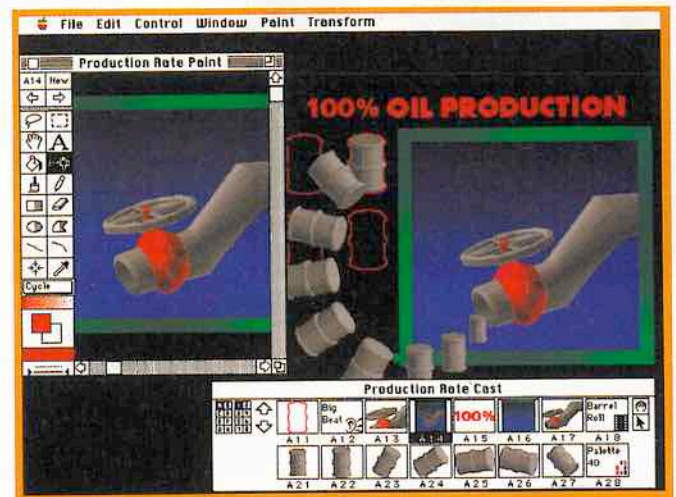 File Edit Control Window Paint Transform
Production Rate Paint
A14 New
A
Cycle
100% OIL PRODUCTION
Production Rate Cast
Big Beat
100%
Barrel Roll
A11 A12 A13 A14 A15 A16 A17 A18
Palette 40
A21 A22 A23 A24 A25 A26 A27 A28